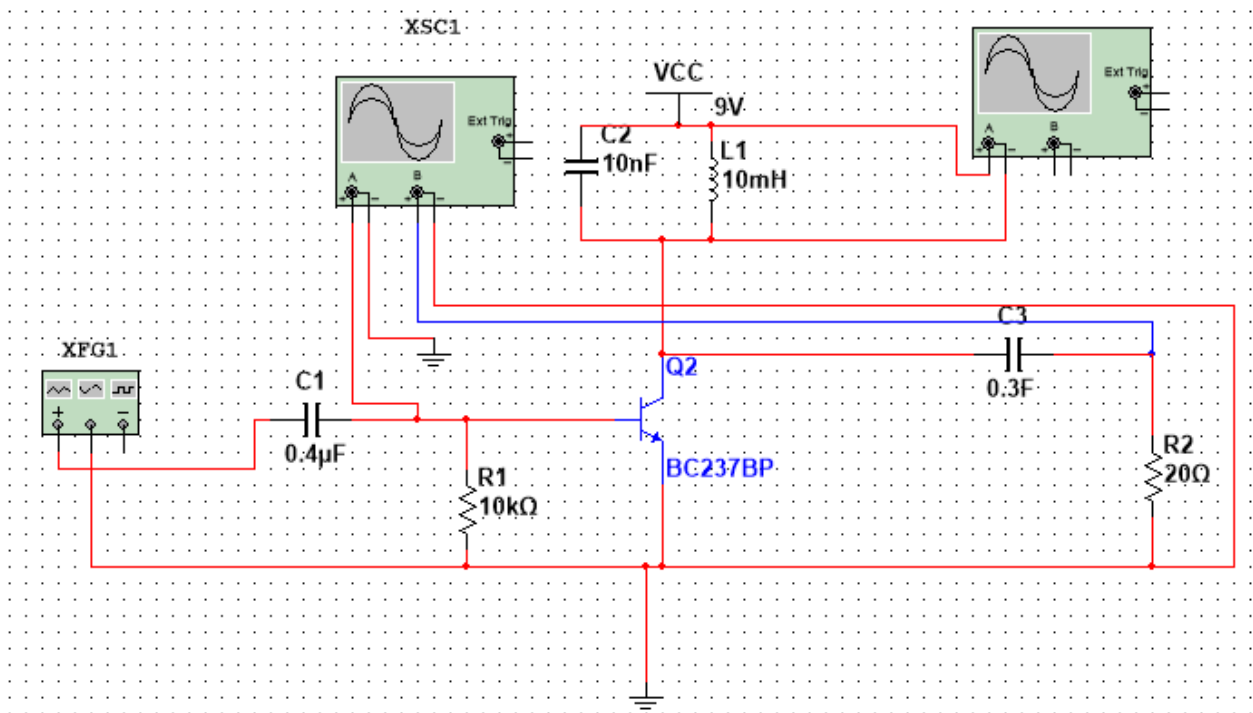 XSC1
Ext Trig
+
−
A
B
+ − + −
VCC
9V
C2
10nF
L1
10mH
Ext Trig
+
−
A
B
+ − + −
XFG1
+ −
C1
0.4µF
R1
10kΩ
Q2
BC237BP
C3
0.3F
R2
20Ω